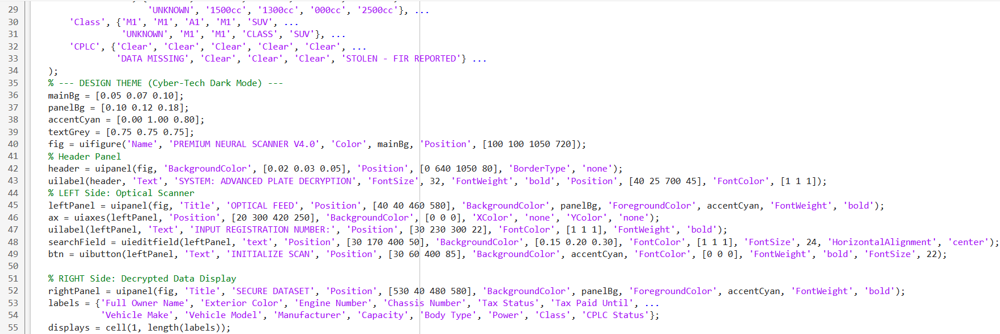 29 'UNKNOWN', '1500cc', '1300cc', '000cc', '2500cc'}, ...
30 'Class', {'M1', 'M1', 'A1', 'M1', 'SUV', ...
31 'UNKNOWN', 'M1', 'M1', 'CLASS', 'SUV'}, ...
32 'CPLC', {'Clear', 'Clear', 'Clear', 'Clear', 'Clear', ...
33 'DATA MISSING', 'Clear', 'Clear', 'Clear', 'STOLEN - FIR REPORTED'} ...
34 );
35 % --- DESIGN THEME (Cyber-Tech Dark Mode) ---
36 mainBg = [0.05 0.07 0.10];
37 panelBg = [0.10 0.12 0.18];
38 accentCyan = [0.00 1.00 0.80];
39 textGrey = [0.75 0.75 0.75];
40 fig = uifigure('Name', 'PREMIUM NEURAL SCANNER V4.0', 'Color', mainBg, 'Position', [100 100 1050 720]);
41 % Header Panel
42 header = uipanel(fig, 'BackgroundColor', [0.02 0.03 0.05], 'Position', [0 640 1050 80], 'BorderType', 'none');
43 uilabel(header, 'Text', 'SYSTEM: ADVANCED PLATE DECRYPTION', 'FontSize', 32, 'FontWeight', 'bold', 'Position', [40 25 700 45], 'FontColor', [1 1 1]);
44 % LEFT Side: Optical Scanner
45 leftPanel = uipanel(fig, 'Title', 'OPTICAL FEED', 'Position', [40 40 460 580], 'BackgroundColor', panelBg, 'ForegroundColor', accentCyan, 'FontWeight', 'bold');
46 ax = uiaxes(leftPanel, 'Position', [20 300 420 250], 'BackgroundColor', [0 0 0], 'XColor', 'none', 'YColor', 'none');
47 uilabel(leftPanel, 'Text', 'INPUT REGISTRATION NUMBER:', 'Position', [30 230 300 22], 'FontColor', [1 1 1], 'FontWeight', 'bold');
48 searchField = uieditfield(leftPanel, 'text', 'Position', [30 170 400 50], 'BackgroundColor', [0.15 0.20 0.30], 'FontColor', [1 1 1], 'FontSize', 24, 'HorizontalAlignment', 'center');
49 btn = uibutton(leftPanel, 'Text', 'INITIALIZE SCAN', 'Position', [30 60 400 85], 'BackgroundColor', accentCyan, 'FontColor', [0 0 0], 'FontWeight', 'bold', 'FontSize', 22);
50
51 % RIGHT Side: Decrypted Data Display
52 rightPanel = uipanel(fig, 'Title', 'SECURE DATASET', 'Position', [530 40 480 580], 'BackgroundColor', panelBg, 'ForegroundColor', accentCyan, 'FontWeight', 'bold');
53 labels = {'Full Owner Name', 'Exterior Color', 'Engine Number', 'Chassis Number', 'Tax Status', 'Tax Paid Until', ...
54 'Vehicle Make', 'Vehicle Model', 'Manufacturer', 'Capacity', 'Body Type', 'Power', 'Class', 'CPLC Status'};
55 displays = cell(1, length(labels));